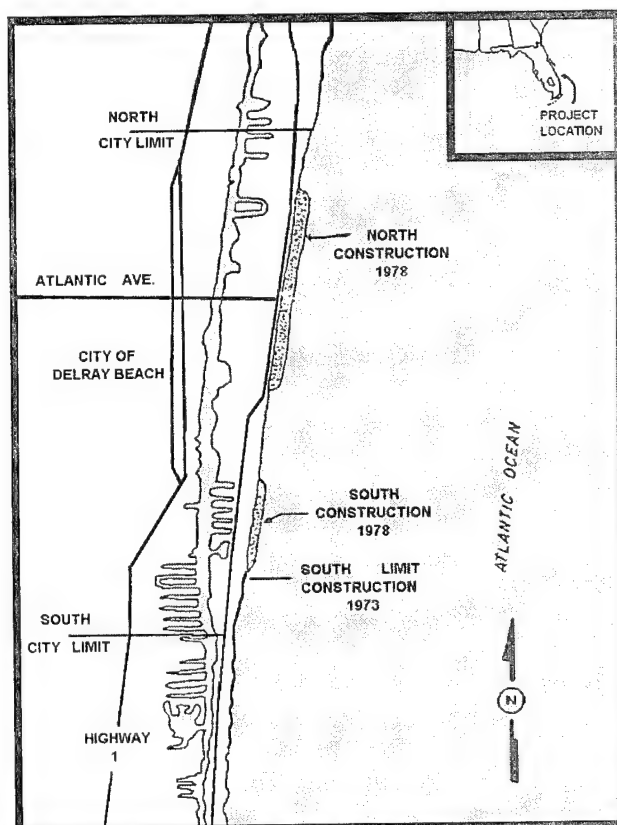 PROJECT
LOCATION
NORTH
CITY LIMIT
NORTH
CONSTRUCTION
1978
ATLANTIC AVE.
CITY OF
DELRAY BEACH
SOUTH
CONSTRUCTION
1978
ATLANTIC OCEAN
SOUTH LIMIT
CONSTRUCTION
1973
SOUTH
CITY LIMIT
N
HIGHWAY
1